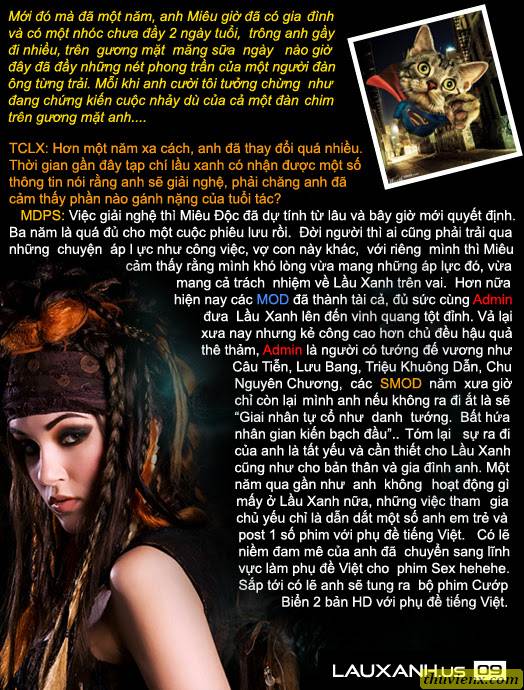 Mới đó mà đã một năm, anh Miêu giờ đã có gia đình
và có một nhóc chưa đầy 2 ngày tuổi, trông anh gầy
đi nhiều, trên gương mặt măng sữa ngày nào giờ
đây đã đầy những nét phong trần của một người đàn
ông từng trải. Mỗi khi anh cười tôi tưởng chừng như
đang chứng kiến cuộc nhảy dù của cả một đàn chim
trên gương mặt anh....
TCLX: Hơn một năm xa cách, anh đã thay đổi quá nhiều.
Thời gian gần đây tạp chí lầu xanh có nhận được một số
thông tin nói rằng anh sẽ giải nghệ, phải chăng anh đã
cảm thấy phần nào gánh nặng của tuổi tác?
MDPS: Việc giải nghệ thì Miêu Độc đã dự tính từ lâu và bây giờ mới quyết định.
Ba năm là quá đủ cho một cuộc phiêu lưu rồi. Đời người thì ai cũng phải trải qua
những chuyện áp l ực như công việc, vợ con này khác, với riêng mình thì Miêu
cảm thấy rằng mình khó lòng vừa mang những áp lực đó, vừa
mang cả trách nhiệm về Lầu Xanh trên vai. Hơn nữa
hiện nay các MOD đã thành tài cả, đủ sức cùng Admin
đưa Lầu Xanh lên đến vinh quang tột đỉnh. Vả lại
xưa nay nhưng kẻ công cao hơn chủ đều hậu quả
thê thảm, Admin là người có tướng đế vương như
Câu Tiễn, Lưu Bang, Triệu Khuông Dẫn, Chu
Nguyên Chương, các SMOD năm xưa giờ
chỉ còn lại mình anh nếu không ra đi ắt là sẽ
“Giai nhân tự cổ như danh tướng. Bất hứa
nhân gian kiến bạch đầu”.. Tóm lại sự ra đi
của anh là tất yếu và cần thiết cho Lầu Xanh
cũng như cho bản thân và gia đình anh. Một
năm qua gần như anh không hoạt động gì
mấy ở Lầu Xanh nữa, những việc tham gia
chủ yếu chỉ là dẫn dắt một số anh em trẻ và
post 1 số phim với phụ đề tiếng Việt. Có lẽ
niềm đam mê của anh đã chuyển sang lĩnh
vực làm phụ đề Việt cho phim Sex hehehe.
Sắp tới có lẽ anh sẽ tung ra bộ phim Cướp
Biển 2 bản HD với phụ đề tiếng Việt.
LAUXANH.US 09
thuvienx.com